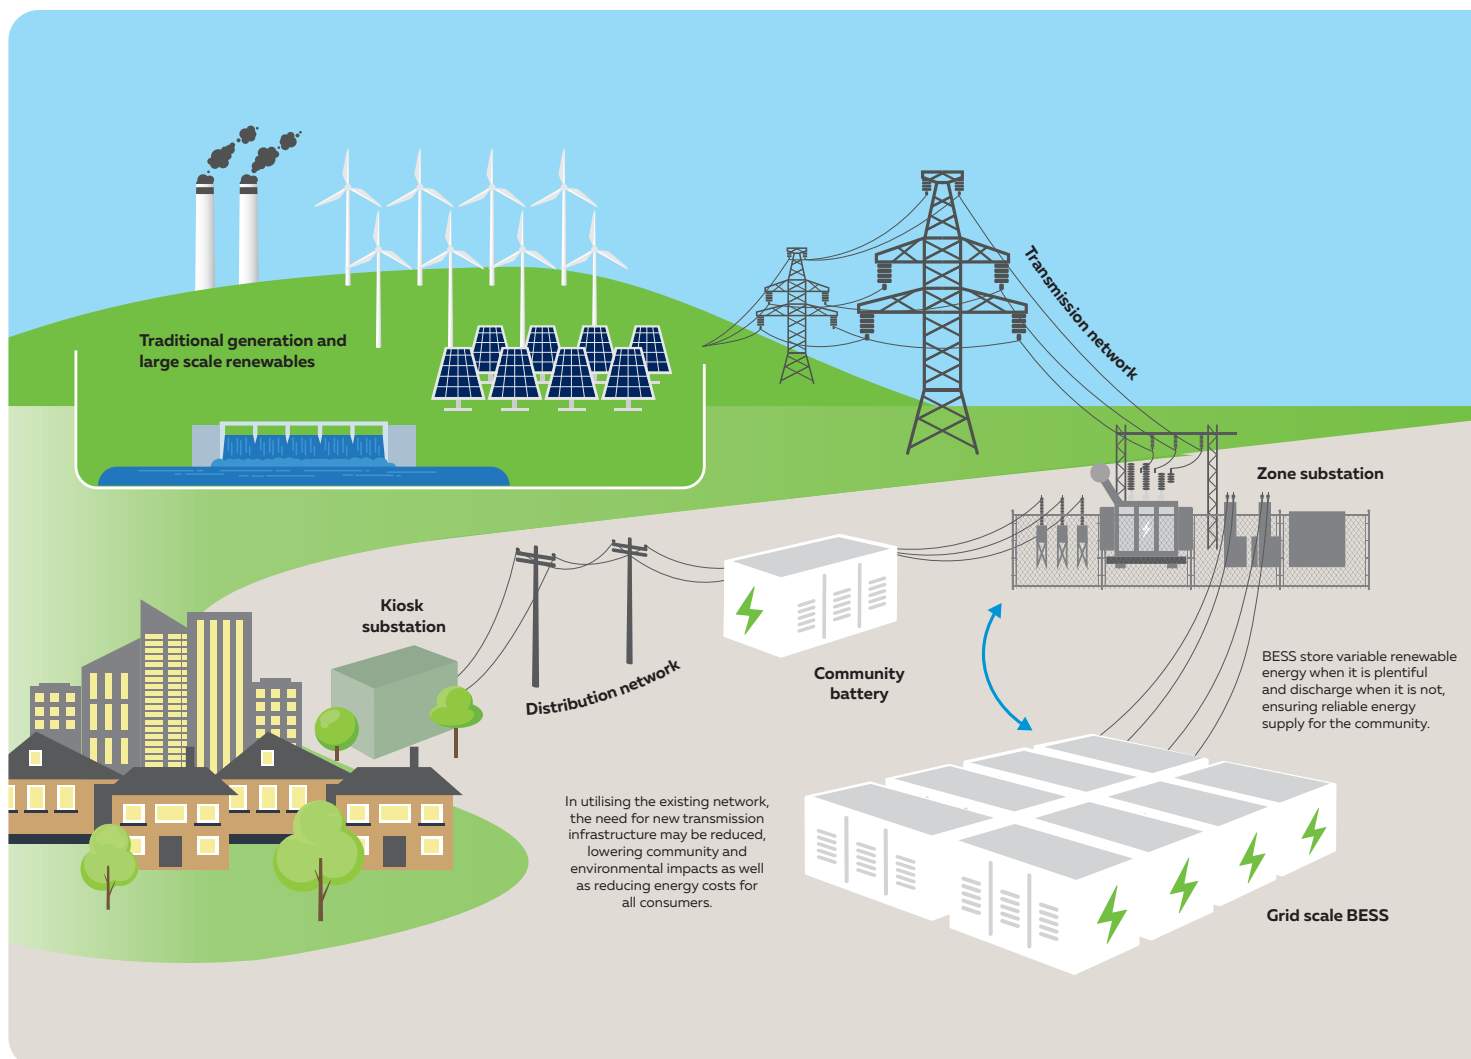 Traditional generation and
large scale renewables
Transmission network
Zone substation
Kiosk
substation
Distribution network
Community
battery
BESS store variable renewable
energy when it is plentiful
and discharge when it is not,
ensuring reliable energy
supply for the community.
In utilising the existing network,
the need for new transmission
infrastructure may be reduced,
lowering community and
environmental impacts as well
as reducing energy costs for
all consumers.
Grid scale BESS